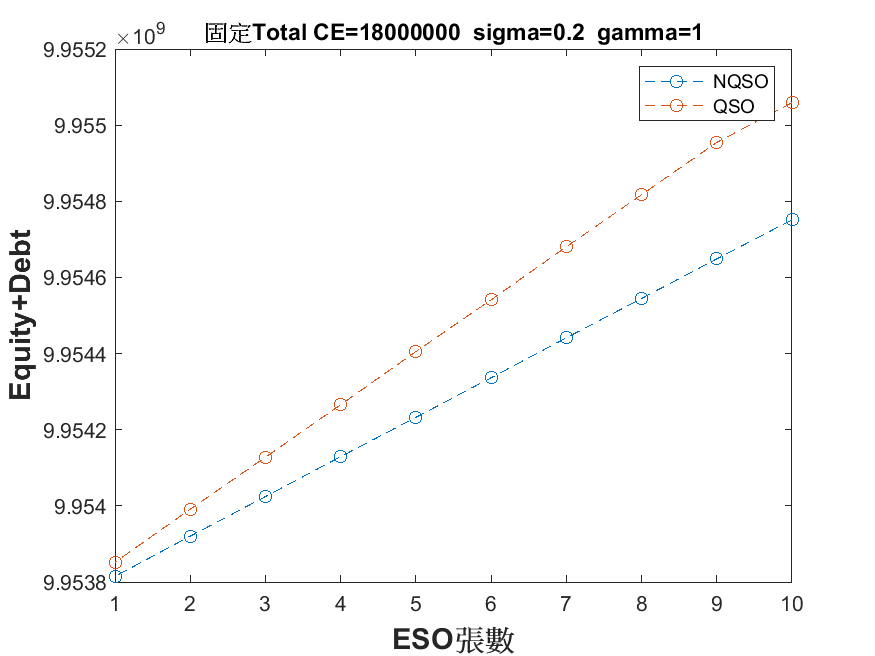 固定Total CE=18000000 sigma=0.2 gamma=1
×10^9
9.9552
9.955
9.9548
9.9546
9.9544
9.9542
9.954
9.9538
Equity+Debt
NQSO
QSO
1 2 3 4 5 6 7 8 9 10
ESO張數